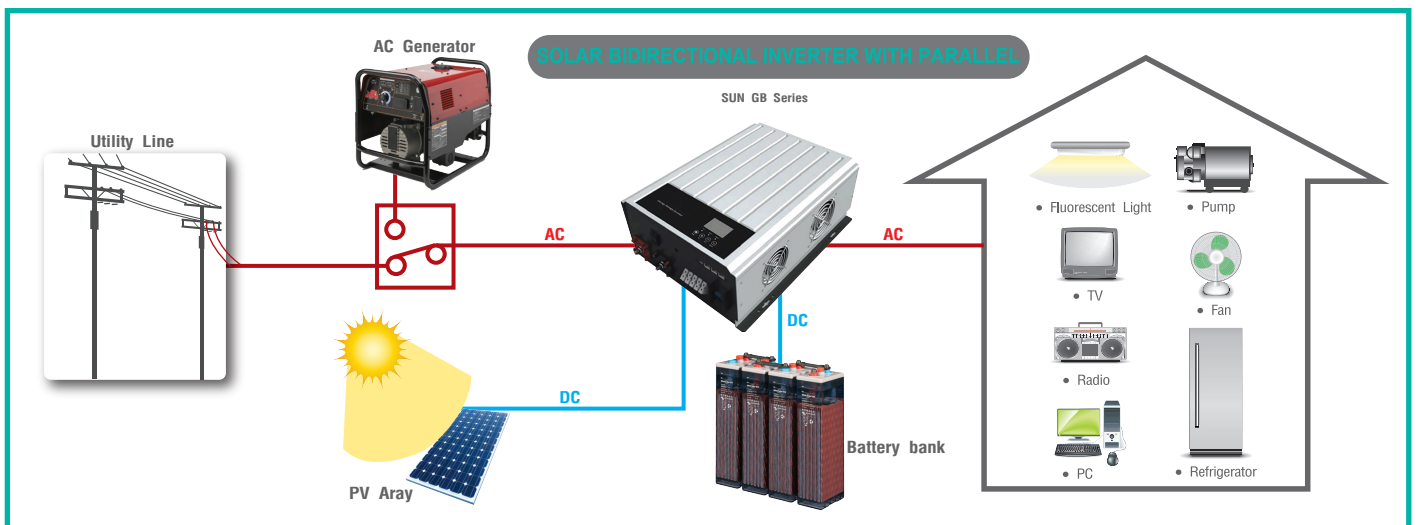 AC Generator
SOLAR BIDIRECTIONAL INVERTER WITH PARALLEL
SUN GB Series
Utility Line
• Fluorescent Light
• Pump
AC
AC
• TV
• Fan
DC
• Radio
DC
Battery bank
PV Aray
• PC
• Refrigerator